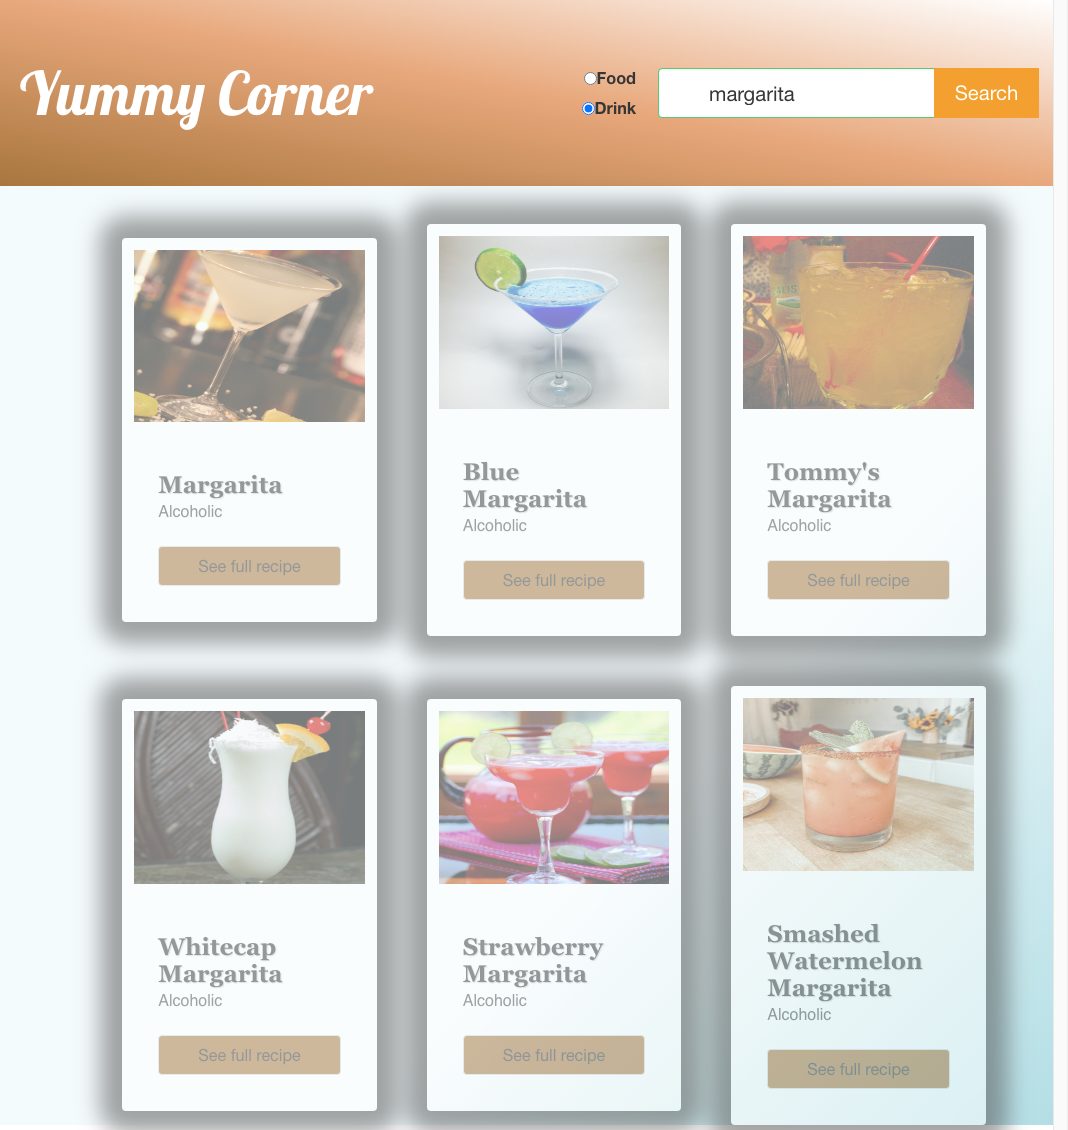 Yummy Corner
Food
Drink
margarita
Search
Margarita
Alcoholic
See full recipe
Blue
Margarita
Alcoholic
See full recipe
Tommy's
Margarita
Alcoholic
See full recipe
Whitecap
Margarita
Alcoholic
See full recipe
Strawberry
Margarita
Alcoholic
See full recipe
Smashed
Watermelon
Margarita
Alcoholic
See full recipe